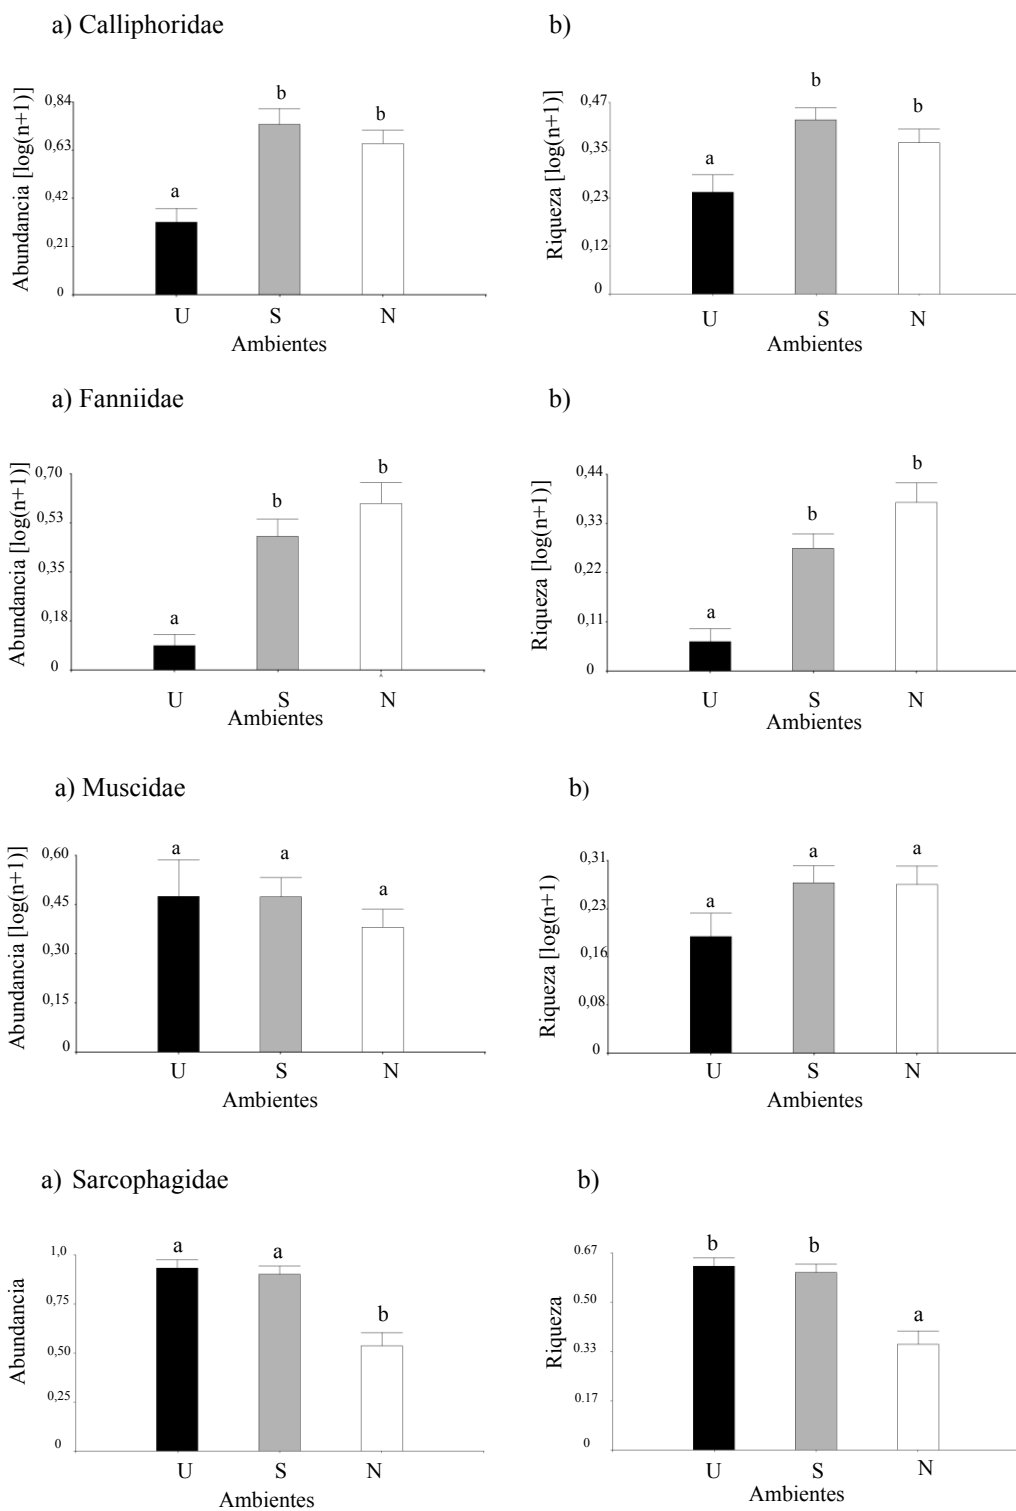 a) Calliphoridae
b)
Abundancia [log(n+1)]
0,84
0,63
0,42
0,21
0
a
b
b
U
S
N
Ambientes
Riqueza [log(n+1)]
0,47
0,35
0,23
0,12
0
a
b
b
U
S
N
Ambientes
a) Fanniidae
b)
Abundancia [log(n+1)]
0,70
0,53
0,35
0,18
0
a
b
b
U
S
N
Ambientes
Riqueza [log(n+1)]
0,44
0,33
0,22
0,11
0
a
b
b
U
S
N
Ambientes
a) Muscidae
b)
Abundancia [log(n+1)]
0,60
0,45
0,30
0,15
0
a
a
a
U
S
N
Ambientes
Riqueza [log(n+1)
0,31
0,23
0,16
0,08
0
a
a
a
U
S
N
Ambientes
a) Sarcophagidae
b)
Abundancia
1,0
0,75
0,50
0,25
0
a
a
b
U
S
N
Ambientes
Riqueza
0.67
0.50
0.33
0.17
0
b
b
a
U
S
N
Ambientes